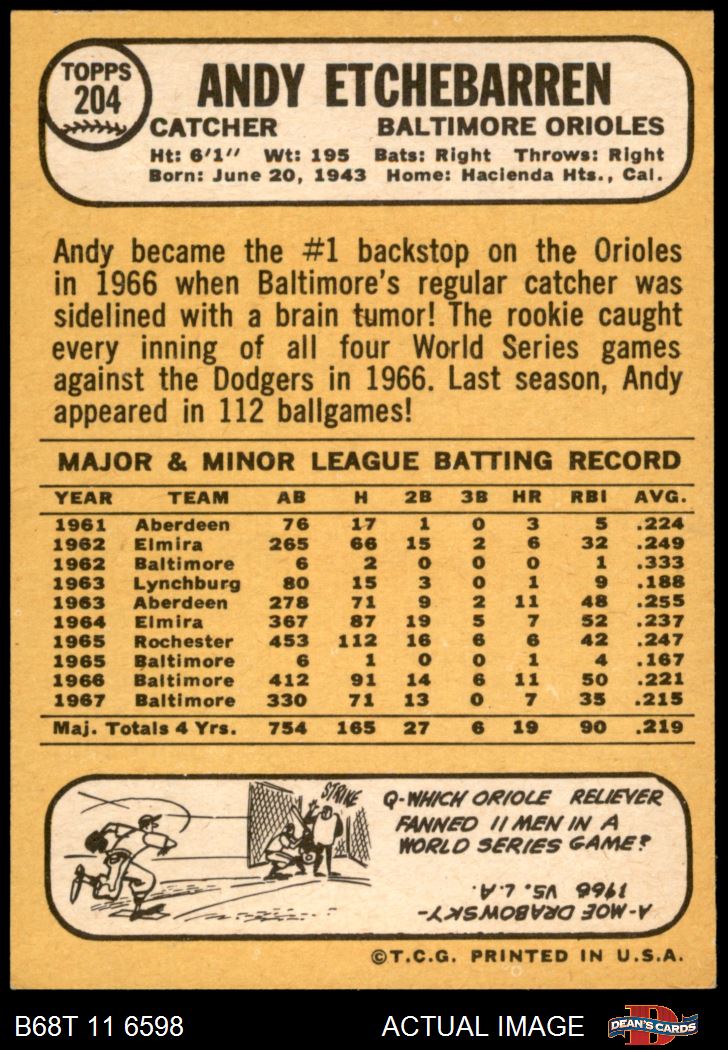 TOPPS
204
ANDY ETCHEBARREN
CATCHER BALTIMORE ORIOLES
Ht: 6'1" Wt: 195 Bats: Right Throws: Right
Born: June 20, 1943 Home: Hacienda Hts., Cal.
Andy became the #1 backstop on the Orioles
in 1966 when Baltimore's regular catcher was
sidelined with a brain tumor! The rookie caught
every inning of all four World Series games
against the Dodgers in 1966. Last season, Andy
appeared in 112 ballgames!
MAJOR & MINOR LEAGUE BATTING RECORD
YEAR TEAM AB H 2B 3B HR RBI AVG.
1961 Aberdeen 76 17 1 0 3 5 .224
1962 Elmira 265 66 15 2 6 32 .249
1962 Baltimore 6 2 0 0 0 1 .333
1963 Lynchburg 80 15 3 0 1 9 .188
1963 Aberdeen 278 71 9 2 11 48 .255
1964 Elmira 367 87 19 5 7 52 .237
1965 Rochester 453 112 16 6 6 42 .247
1965 Baltimore 6 1 0 0 1 4 .167
1966 Baltimore 412 91 14 6 11 50 .221
1967 Baltimore 330 71 13 0 7 35 .215
Maj. Totals 4 Yrs. 754 165 27 6 19 90 .219
STRIKE
Q-WHICH ORIOLE RELIEVER
FANNED 11 MEN IN A
WORLD SERIES GAME?
A-MOE DRABOWSKY-
1966 VS. L.A.
©T.C.G. PRINTED IN U.S.A.
B68T 11 6598 ACTUAL IMAGE DEAN'S CARDS